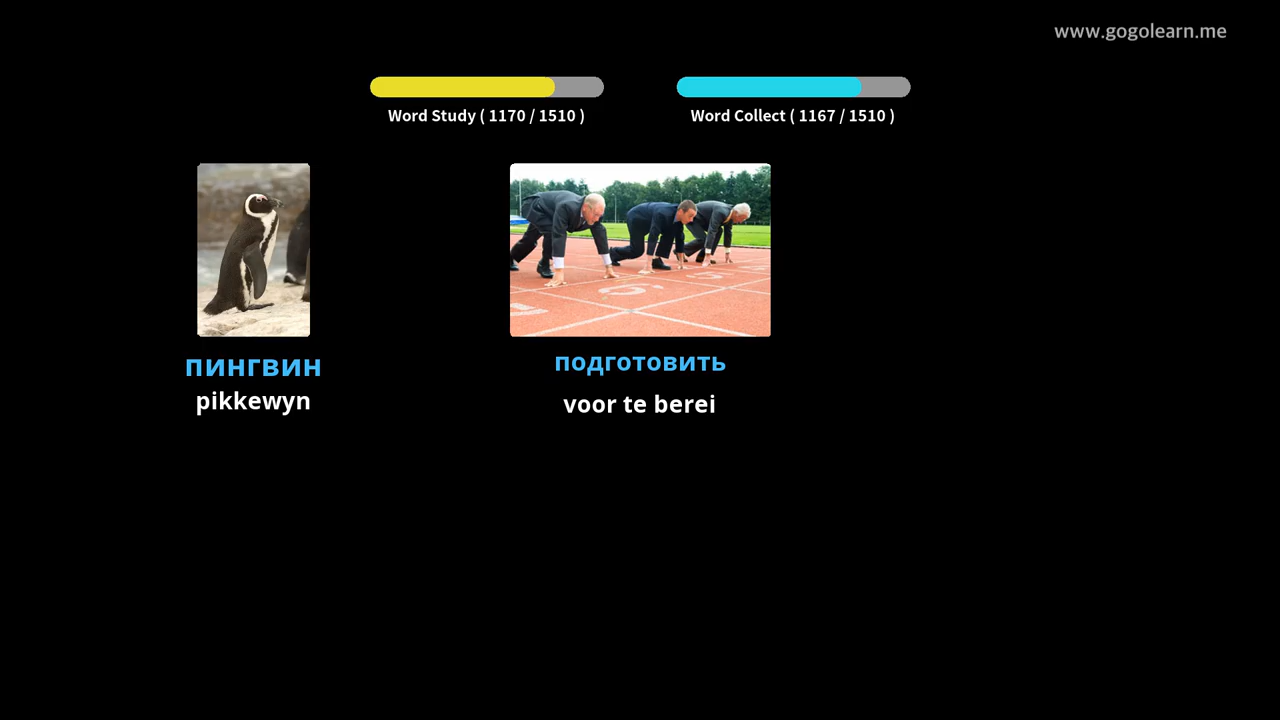 www.gogolearn.me
Word Study ( 1170 / 1510 )
Word Collect ( 1167 / 1510 )
пингвин
pikkewyn
подготовить
voor te berei